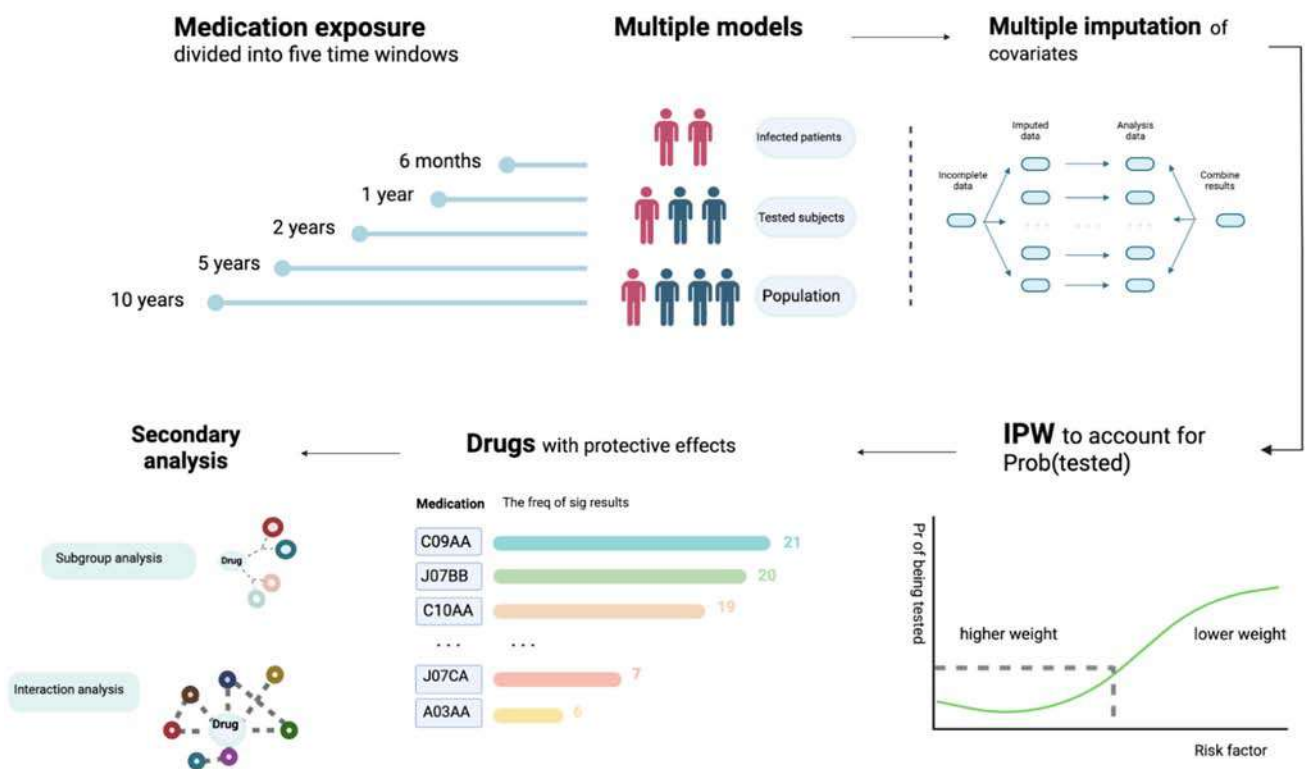 Medication exposure
divided into five time windows
Multiple models
Multiple imputation of
covariates
6 months
1 year
2 years
5 years
10 years
Infected patients
Tested subjects
Population
Imputed
data
Analysis
data
Incomplete
data
Combine
results
IPW to account for
Prob(tested)
Drugs with protective effects
Secondary
analysis
Medication
The freq of sig results
C09AA
21
J07BB
20
C10AA
19
... ...
J07CA
7
A03AA
6
Subgroup analysis
Drug
Interaction analysis
Drug
Pr of being tested
higher weight
lower weight
Risk factor